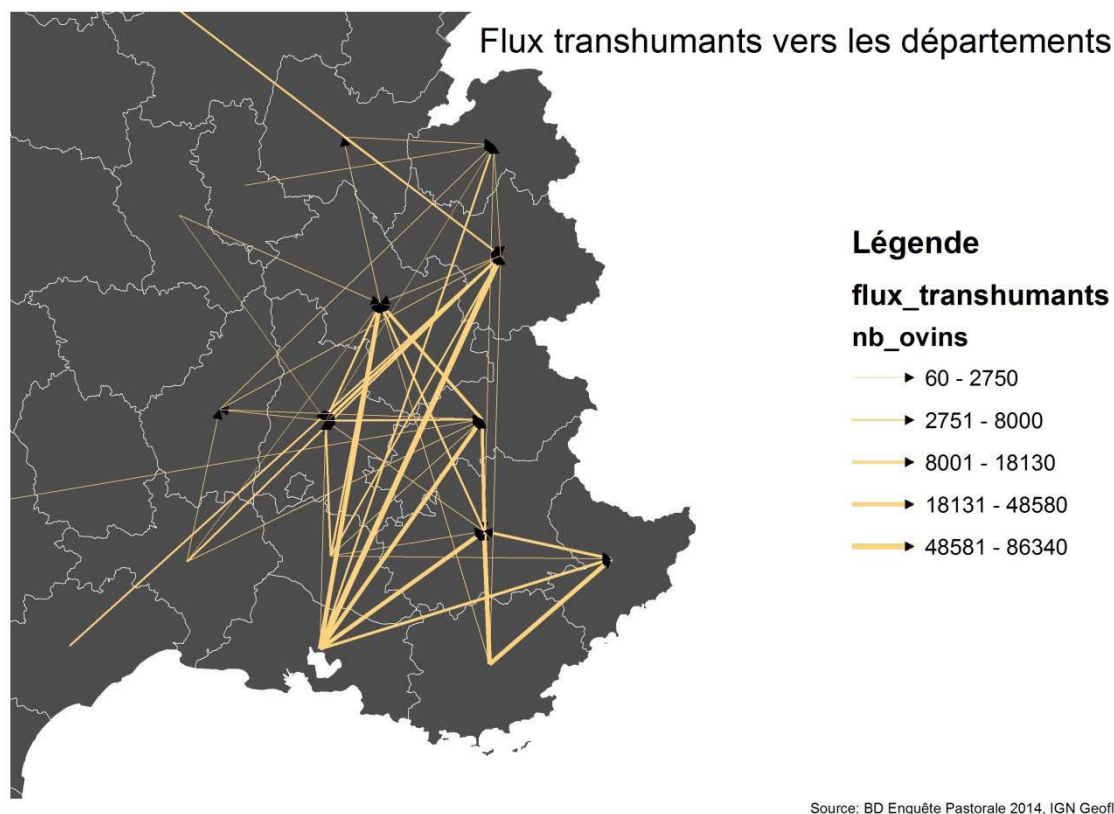 Flux transhumants vers les départements
Légende
flux_transhumants
nb_ovins
60 - 2750
2751 - 8000
8001 - 18130
18131 - 48580
48581 - 86340
Source: BD Enquête Pastorale 2014, IGN Geofl